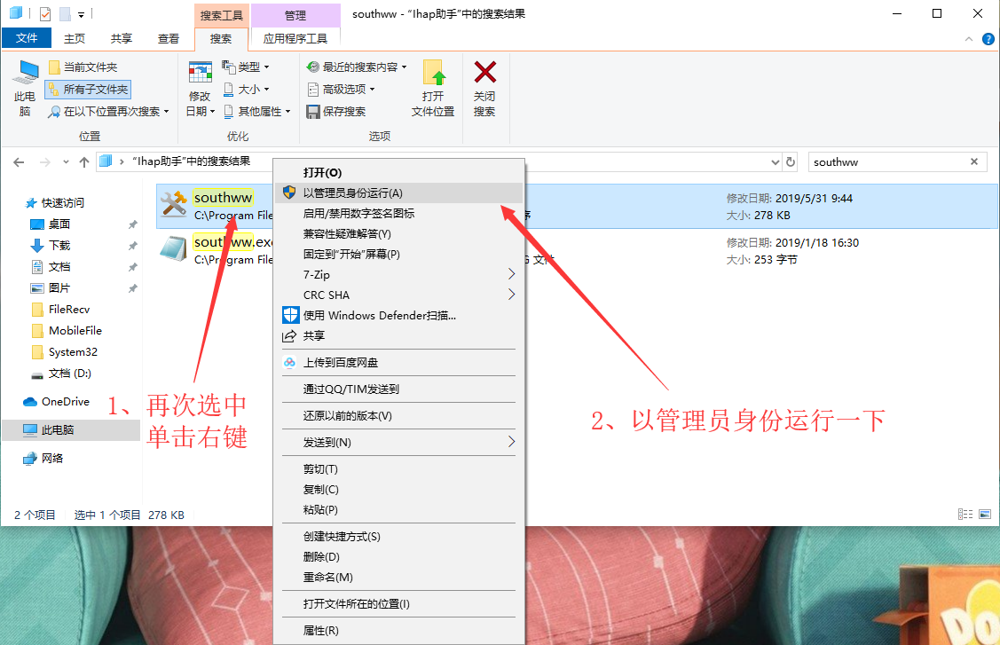 搜索工具
管理
southww - “Ihap助手”中的搜索结果
文件
主页
共享
查看
搜索
应用程序工具
此电脑
当前文件夹
所有子文件夹
在以下位置再次搜索
位置
修改日期
类型
大小
其他属性
优化
最近的搜索内容
高级选项
保存搜索
选项
打开
文件位置
关闭
搜索
“Ihap助手”中的搜索结果
southww
快速访问
桌面
下载
文档
图片
FileRecv
MobileFile
System32
文档 (D:)
OneDrive
此电脑
网络
southww
C:\Program File
修改日期: 2019/5/31 9:44
大小: 278 KB
southww.exe
C:\Program File
文件
修改日期: 2019/1/18 16:30
大小: 253 字节
打开(O)
以管理员身份运行(A)
启用/禁用数字签名图标
兼容性疑难解答(Y)
固定到“开始”屏幕(P)
7-Zip
CRC SHA
使用 Windows Defender扫描...
共享
上传到百度网盘
通过QQ/TIM发送到
还原以前的版本(V)
发送到(N)
剪切(T)
复制(C)
粘贴(P)
创建快捷方式(S)
删除(D)
重命名(M)
打开文件所在的位置(I)
属性(R)
1、再次选中
单击右键
2、以管理员身份运行一下
2 个项目
选中 1 个项目 278 KB